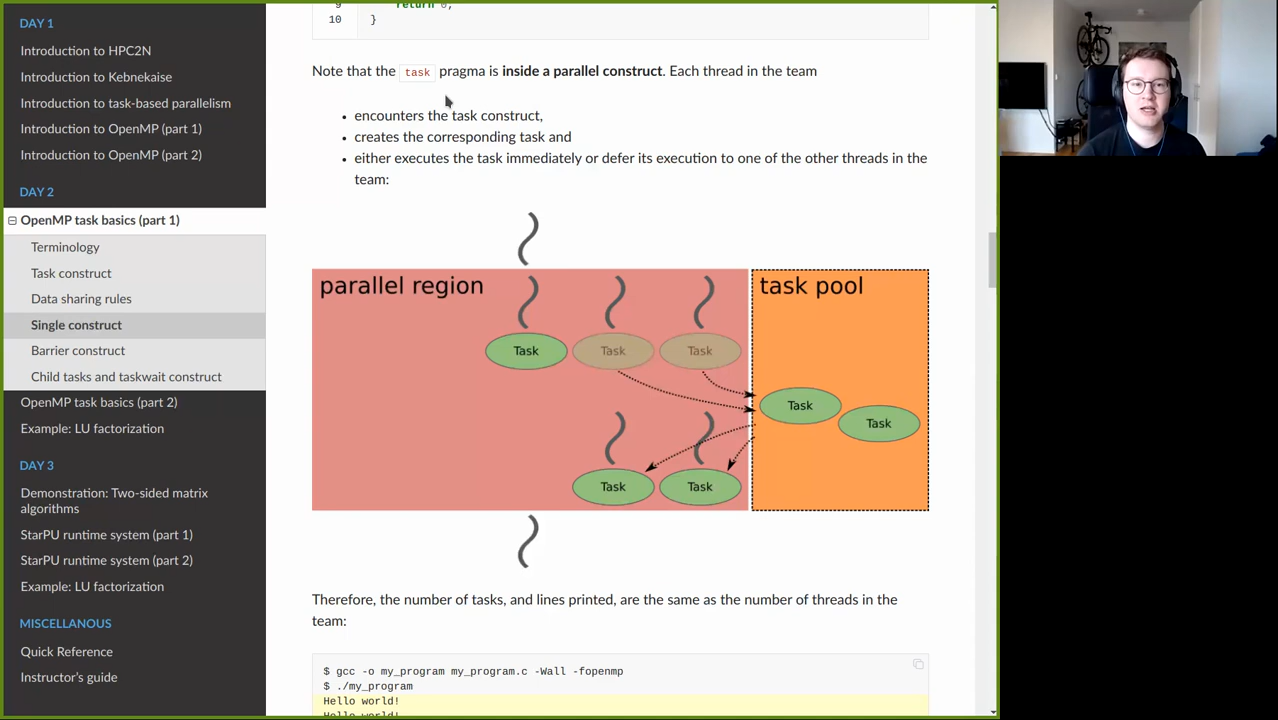 DAY 1
Introduction to HPC2N
Introduction to Kebnekaise
Introduction to task-based parallelism
Introduction to OpenMP (part 1)
Introduction to OpenMP (part 2)
DAY 2
OpenMP task basics (part 1)
Terminology
Task construct
Data sharing rules
Single construct
Barrier construct
Child tasks and taskwait construct
OpenMP task basics (part 2)
Example: LU factorization
DAY 3
Demonstration: Two-sided matrix
algorithms
StarPU runtime system (part 1)
StarPU runtime system (part 2)
Example: LU factorization
MISCELLANOUS
Quick Reference
Instructor's guide
9 return 0;
10 }
Note that the task pragma is inside a parallel construct. Each thread in the team
• encounters the task construct,
• creates the corresponding task and
• either executes the task immediately or defer its execution to one of the other threads in the
team:
parallel region
task pool
Task Task Task
Task
Task
Task Task
Therefore, the number of tasks, and lines printed, are the same as the number of threads in the
team:
$ gcc -o my_program my_program.c -Wall -fopenmp
$ ./my_program
Hello world!
Hello world!